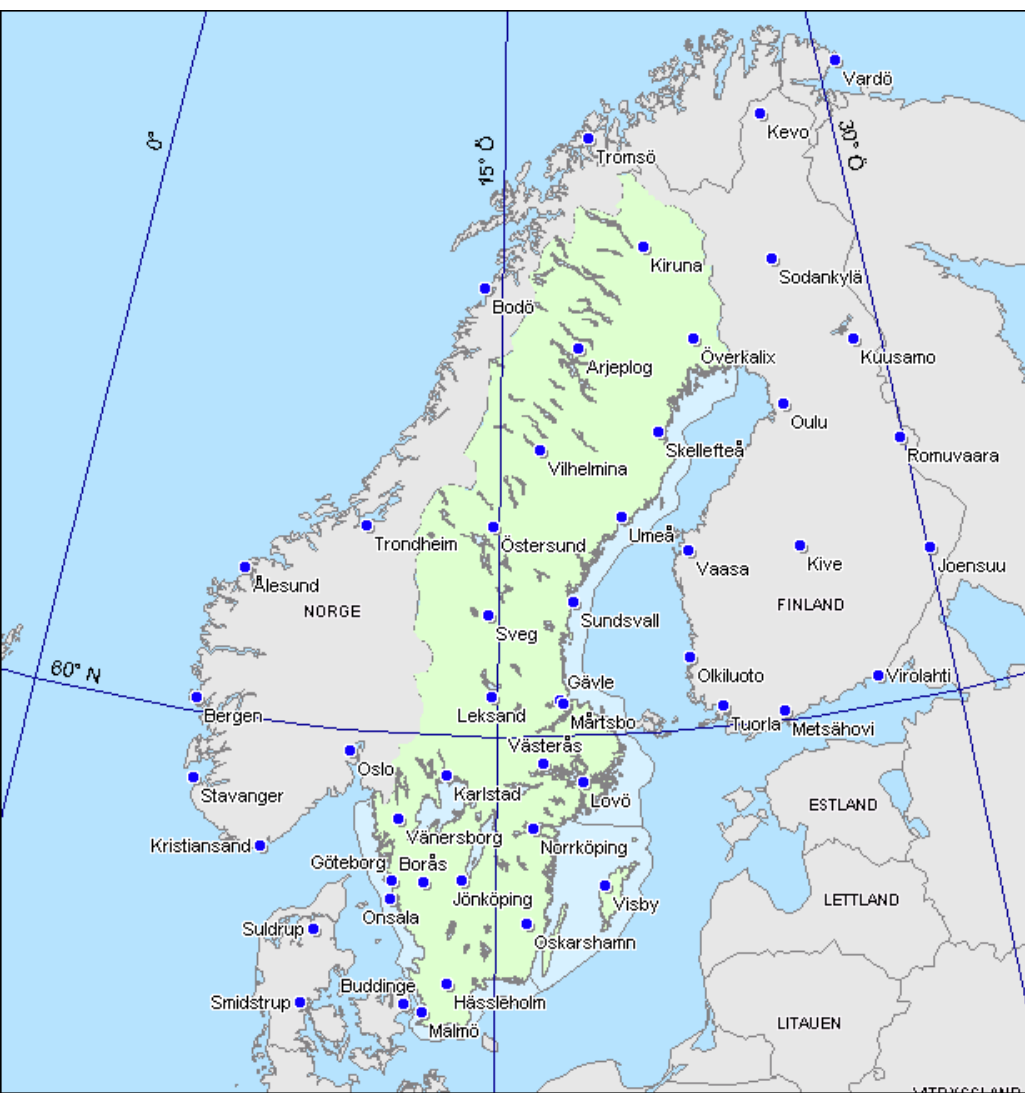 Vardö
Kevo
30° Ö
0°
15° Ö
Tromsö
Kiruna
Sodankylä
Bodö
Arjeplog
Överkalix
Kuusamo
Oulu
Skellefteå
Romuvaara
Vilhelmina
Trondheim
Östersund
Umeå
Vaasa
Kive
Joensuu
Ålesund
NORGE
Sveg
Sundsvall
FINLAND
60° N
Olkiluoto
Virolahti
Gävle
Bergen
Leksand
Mårtsbo
Tuorla
Metsähovi
Västerås
Oslo
Stavanger
Karlstad
Lovö
ESTLAND
Vänersborg
Kristiansand
Norrköping
Göteborg
Borås
Jönköping
Visby
LETTLAND
Onsala
Suldrup
Oskarshamn
Buddinge
Smidstrup
Hässleholm
Malmö
LITAUEN
VITRYSSLAND